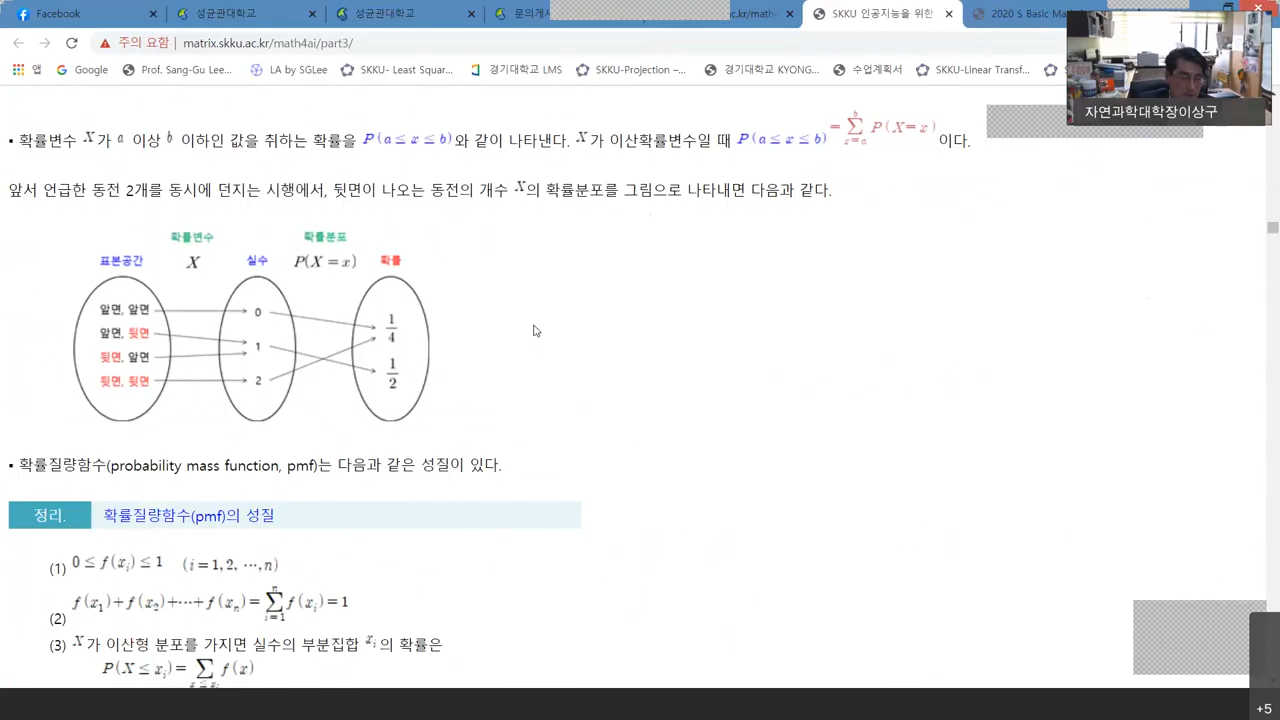 Facebook
성균관대학교
성균관대학교
문의게시
.ac.kr/math-
SKKU 인공지능을 위한
2020 S Basic Ma
주의 요함 | matrix.skku.ac.kr/math4ai/part3/
앱 Google Prof. Sang-Gu Lee... LA by SGLee SKKU - Least Squar... 경기대학교 LMS SKKU-Projection –... 경기대학교 KYONG... 수업계획서 SKKU-Linear Transf...
자연과학대학장이상구
▪ 확률변수 X가 a 이상 b 이하인 값을 취하는 확률을 P(a ≤ x ≤ b)와 같이 나타낸다. X가 이산확률변수일 때 P(a ≤ x ≤ b) = \sum_{x=a}^{b} P(X=x) 이다.
앞서 언급한 동전 2개를 동시에 던지는 시행에서, 뒷면이 나오는 동전의 개수 X의 확률분포를 그림으로 나타내면 다음과 같다.
확률변수 확률분포
표본공간 X 실수 P(X = x) 확률
앞면, 앞면
앞면, 뒷면
뒷면, 앞면
뒷면, 뒷면
0
1
2
1/4
1/2
▪ 확률질량함수(probability mass function, pmf)는 다음과 같은 성질이 있다.
정리. 확률질량함수(pmf)의 성질
(1) 0 ≤ f(x_i) ≤ 1 (i = 1, 2, ⋯, n)
(2) f(x_1)+f(x_2)+⋯+f(x_n) = \sum_{i=1}^{n} f(x_i) = 1
(3) X가 이산형 분포를 가지면 실수의 부분집합 x_i의 확률은
P(X ≤ x_i) = \sum_{x ≤ x_i} f(x)
+5